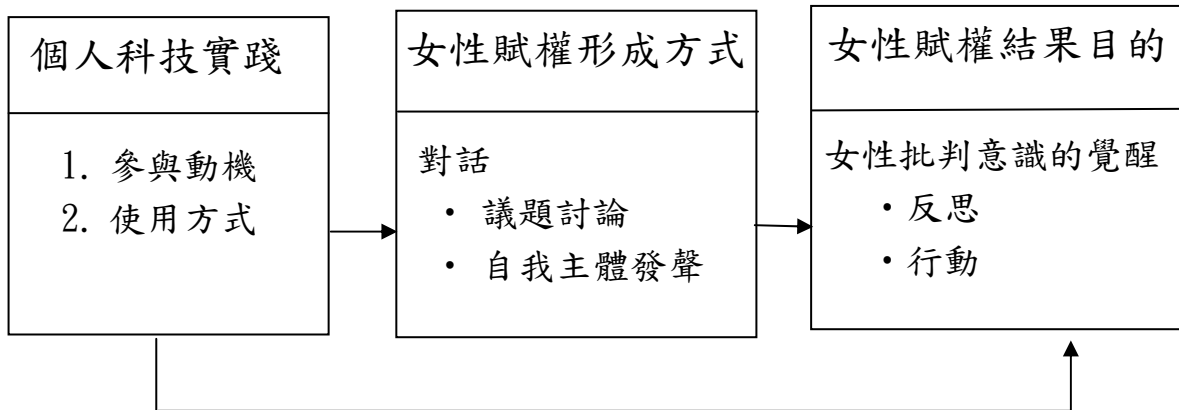 個人科技實踐
1. 參與動機
2. 使用方式
女性賦權形成方式
對話
・ 議題討論
・ 自我主體發聲
女性賦權結果目的
女性批判意識的覺醒
・反思
・行動